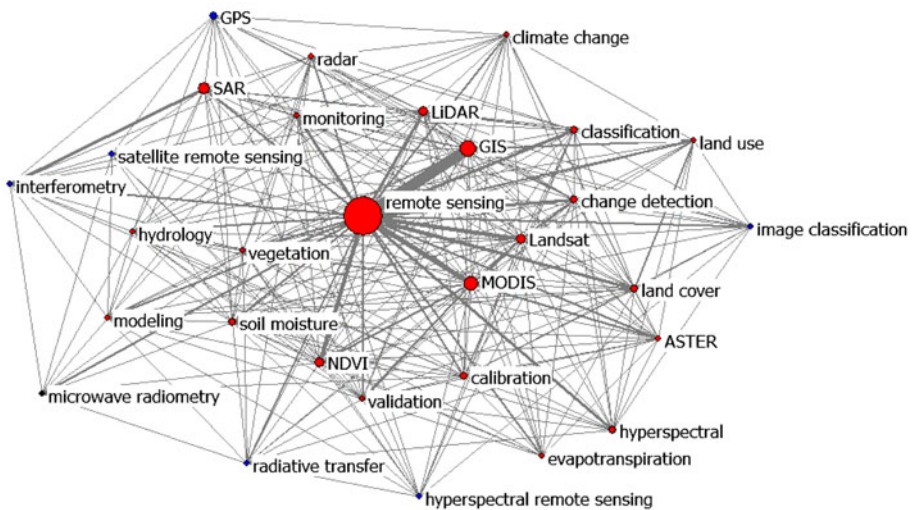 GPS
climate change
radar
SAR
LiDAR
monitoring
classification
land use
GIS
satellite remote sensing
interferometry
remote sensing
change detection
image classification
hydrology
Landsat
vegetation
MODIS
land cover
modeling
soil moisture
ASTER
NDVI
calibration
microwave radiometry
validation
hyperspectral
evapotranspiration
radiative transfer
hyperspectral remote sensing